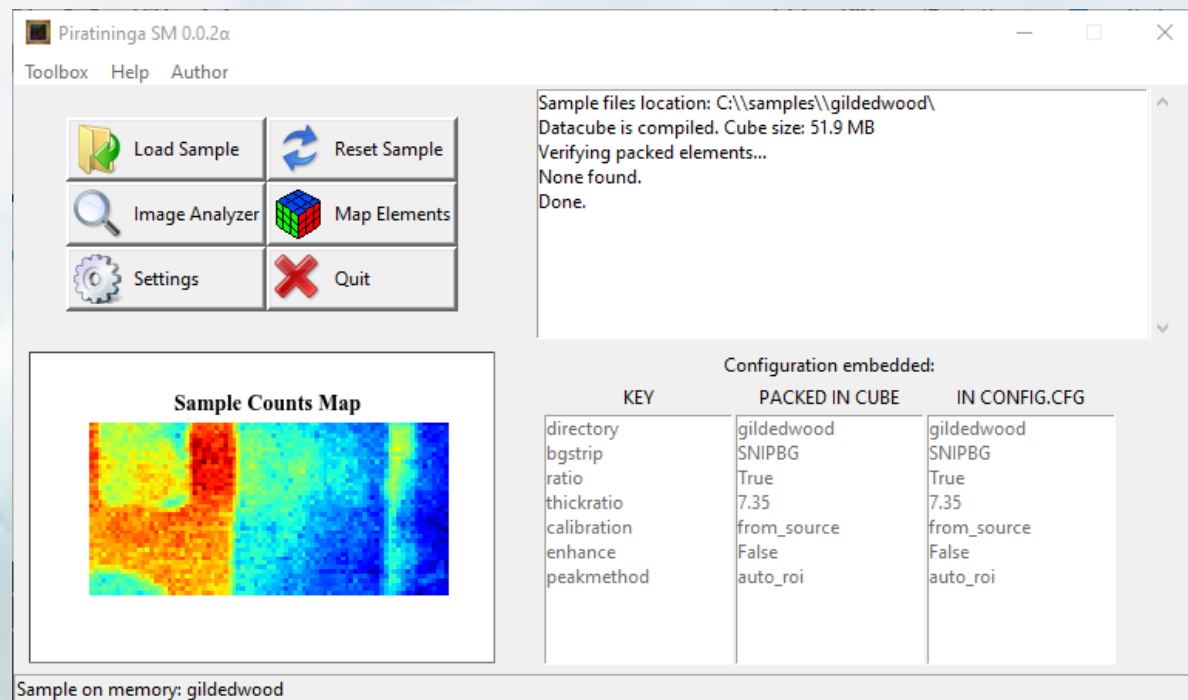 Piratininga SM 0.0.2α
Toolbox Help Author
Load Sample Reset Sample
Image Analyzer Map Elements
Settings Quit
Sample files location: C:\\samples\\gildedwood\
Datacube is compiled. Cube size: 51.9 MB
Verifying packed elements...
None found.
Done.
Sample Counts Map
Configuration embedded:
KEY PACKED IN CUBE IN CONFIG.CFG
directory gildedwood gildedwood
bgstrip SNIPBG SNIPBG
ratio True True
thickratio 7.35 7.35
calibration from_source from_source
enhance False False
peakmethod auto_roi auto_roi
Sample on memory: gildedwood